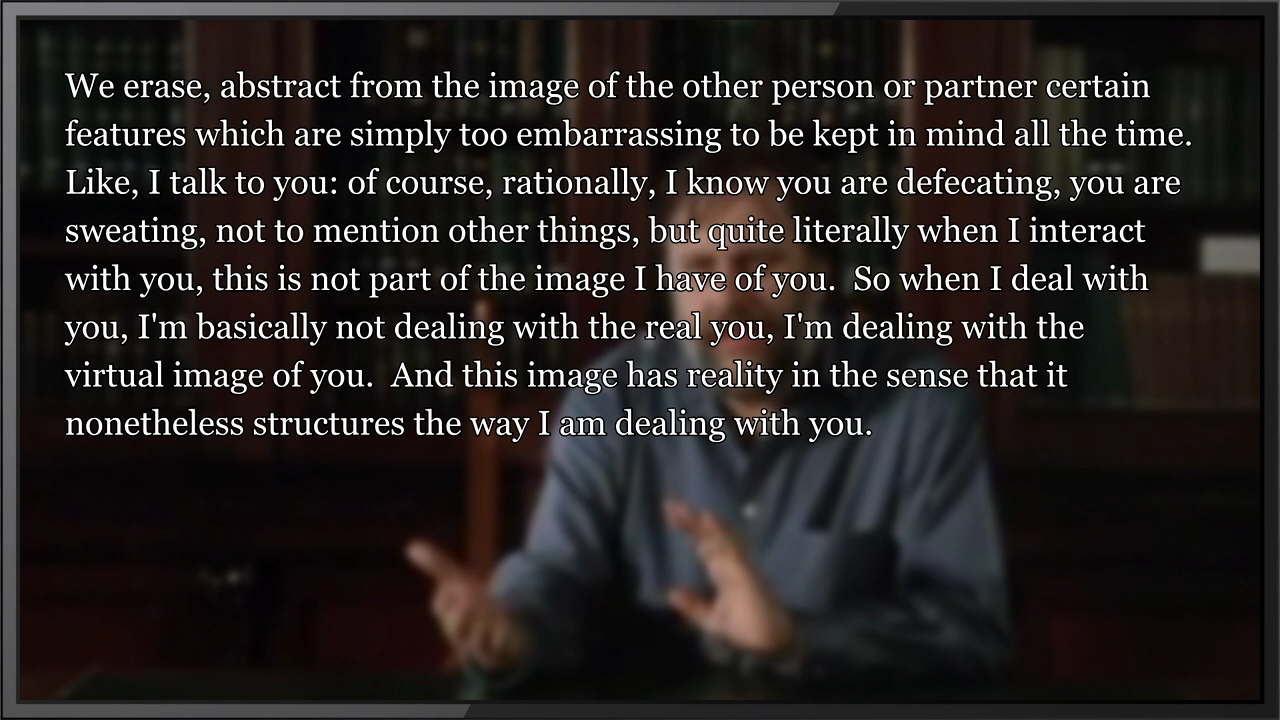 We erase, abstract from the image of the other person or partner certain
features which are simply too embarrassing to be kept in mind all the time.
Like, I talk to you: of course, rationally, I know you are defecating, you are
sweating, not to mention other things, but quite literally when I interact
with you, this is not part of the image I have of you.  So when I deal with
you, I'm basically not dealing with the real you, I'm dealing with the
virtual image of you.  And this image has reality in the sense that it
nonetheless structures the way I am dealing with you.